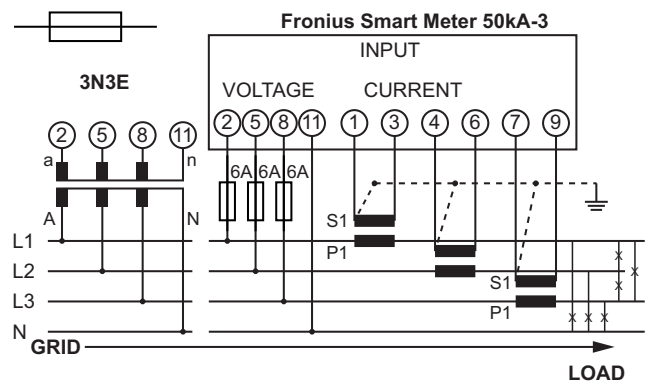 Fronius Smart Meter 50kA-3
INPUT
3N3E
VOLTAGE CURRENT
2 5 8 11 2 5 8 11 1 3 4 6 7 9
a n
6A 6A 6A
A N S1
L1 P1
L2
S1
L3 P1
N
x x x x x x
GRID
LOAD